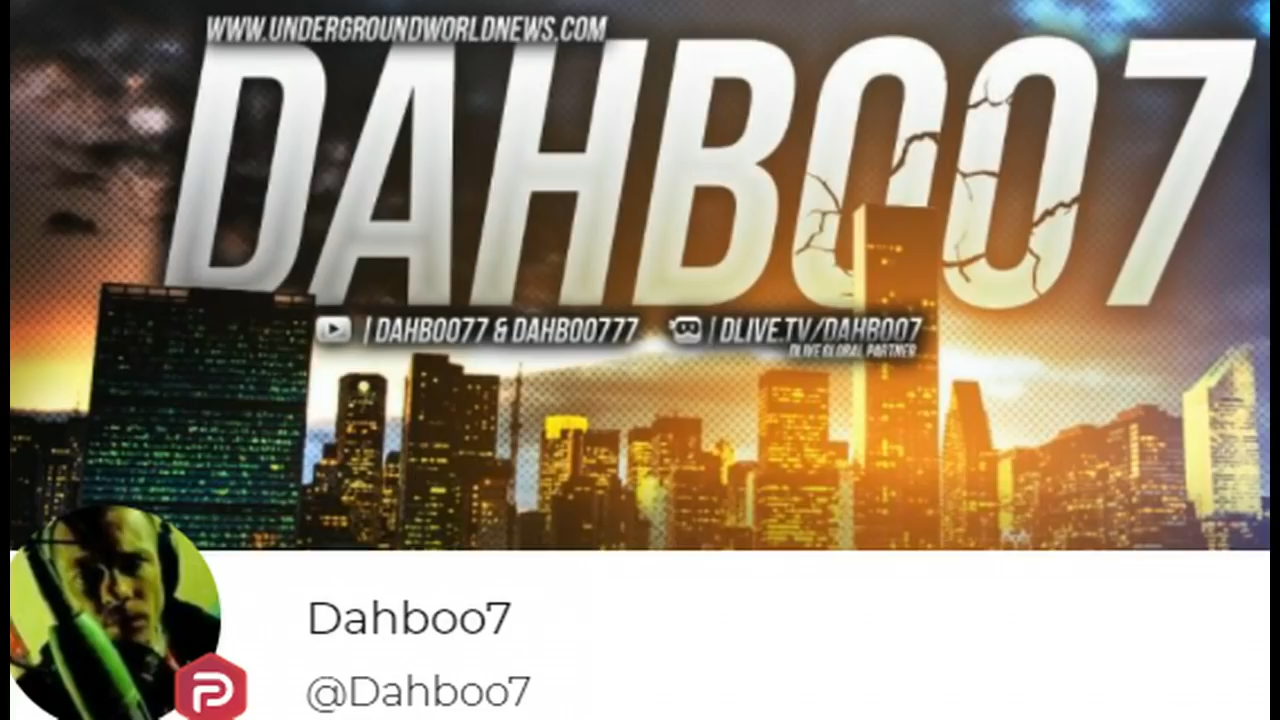 WWW.UNDERGROUNDWORLDNEWS.COM
DAHBOO7
| DAHBOO77 & DAHBOO777 | DLIVE.TV/DAHBOO7
DLIVE GLOBAL PARTNER
Dahboo7
@Dahboo7